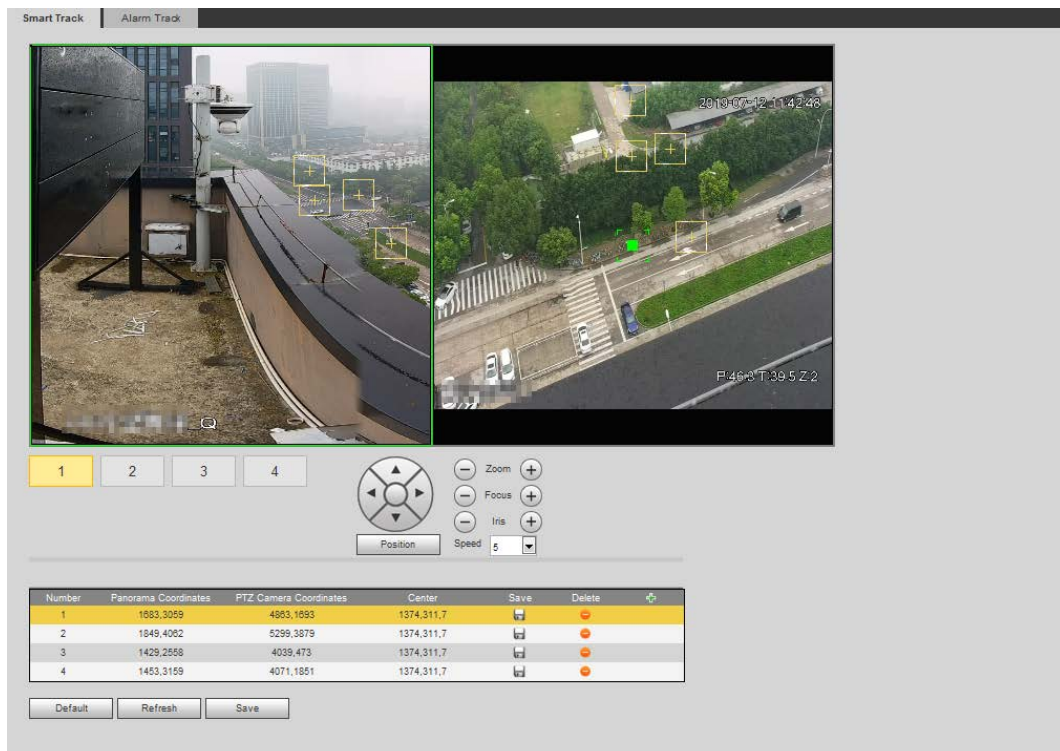 Smart Track Alarm Track
2019-07-12 11:42:48
P:46.8 T:39.5 Z:2
1 2 3 4
Zoom
Focus
Iris
Position Speed 5
Number Panorama Coordinates PTZ Camera Coordinates Center Save Delete
1 1683,3059 4863,1693 1374,311,7
2 1849,4062 5299,3879 1374,311,7
3 1429,2558 4039,473 1374,311,7
4 1453,3159 4071,1851 1374,311,7
Default Refresh Save